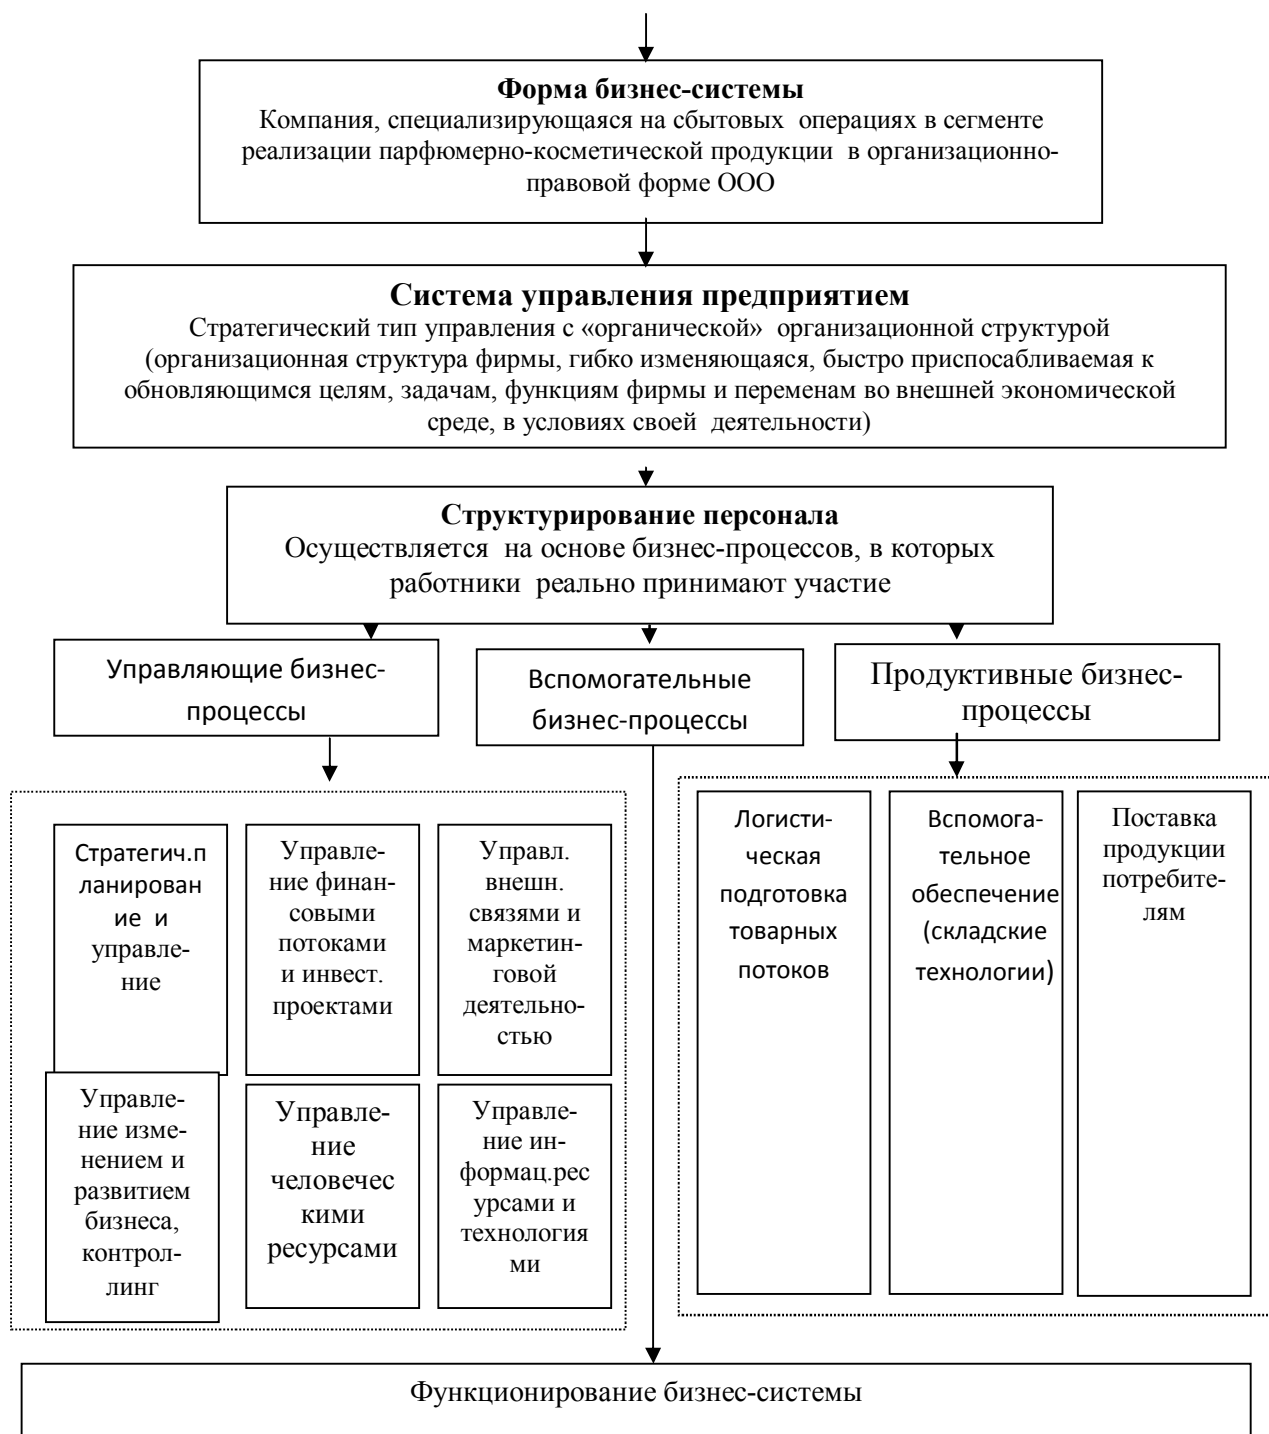 Форма бизнес-системы
Компания, специализирующаяся на сбытовых операциях в сегменте
реализации парфюмерно-косметической продукции в организационно-
правовой форме ООО
Система управления предприятием
Стратегический тип управления с «органической» организационной структурой
(организационная структура фирмы, гибко изменяющаяся, быстро приспосабливаемая к
обновляющимся целям, задачам, функциям фирмы и переменам во внешней экономической
среде, в условиях своей деятельности)
Структурирование персонала
Осуществляется на основе бизнес-процессов, в которых
работники реально принимают участие
Управляющие бизнес-
процессы
Вспомогательные
бизнес-процессы
Продуктивные бизнес-
процессы
Стратегич.п
ланирован
ие и
управле-
ние
Управле-
ние финан-
совыми
потоками
и инвест.
проектами
Управл.
внешн.
связями и
маркетин-
говой
деятельно-
стью
Управле-
ние изме-
нением и
развитием
бизнеса,
контрол-
линг
Управле-
ние
человечес
кими
ресурсами
Управле-
ние ин-
формац.рес
урсами и
технология
ми
Логисти-
ческая
подготовка
товарных
потоков
Вспомога-
тельное
обеспечение
(складские
технологии)
Поставка
продукции
потребите-
лям
Функционирование бизнес-системы